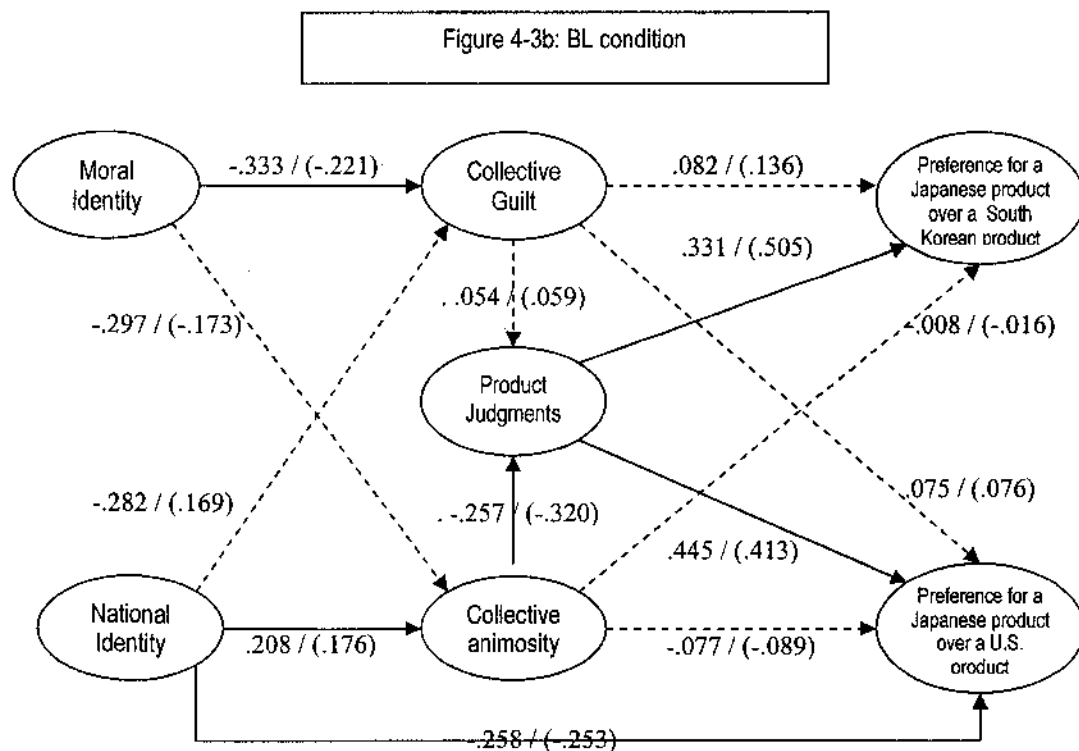 Figure 4-3b: BL condition
Moral
Identity
-.333 / (-.221)
Collective
Guilt
.082 / (.136)
Preference for a
Japanese product
over a South
Korean product
.331 / (.505)
. .054 / (.059)
-.297 / (-.173)
-.008 / (-.016)
Product
Judgments
-.282 / (.169)
. -.257 / (-.320)
.075 / (.076)
.445 / (.413)
National
Identity
.208 / (.176)
Collective
animosity
-.077 / (-.089)
Preference for a
Japanese product
over a U.S.
product
-.258 / (-.253)